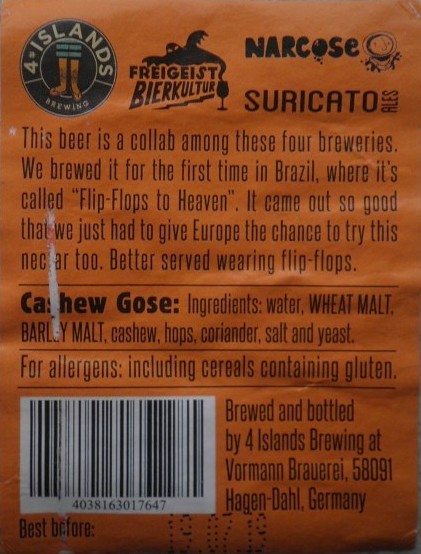 4 ISLANDS
BREWING
FREIGEIST
BIERKULTUR
NARCOSE
SURICATO ALES
This beer is a collab among these four breweries.
We brewed it for the first time in Brazil, where it's
called "Flip-Flops to Heaven". It came out so good
that we just had to give Europe the chance to try this
nectar too. Better served wearing flip-flops.
Cashew Gose: Ingredients: water, WHEAT MALT,
BARLEY MALT, cashew, hops, coriander, salt and yeast.
For allergens: including cereals containing gluten.
Brewed and bottled
by 4 Islands Brewing at
Vormann Brauerei, 58091
Hagen-Dahl, Germany
4038163017647
Best before: